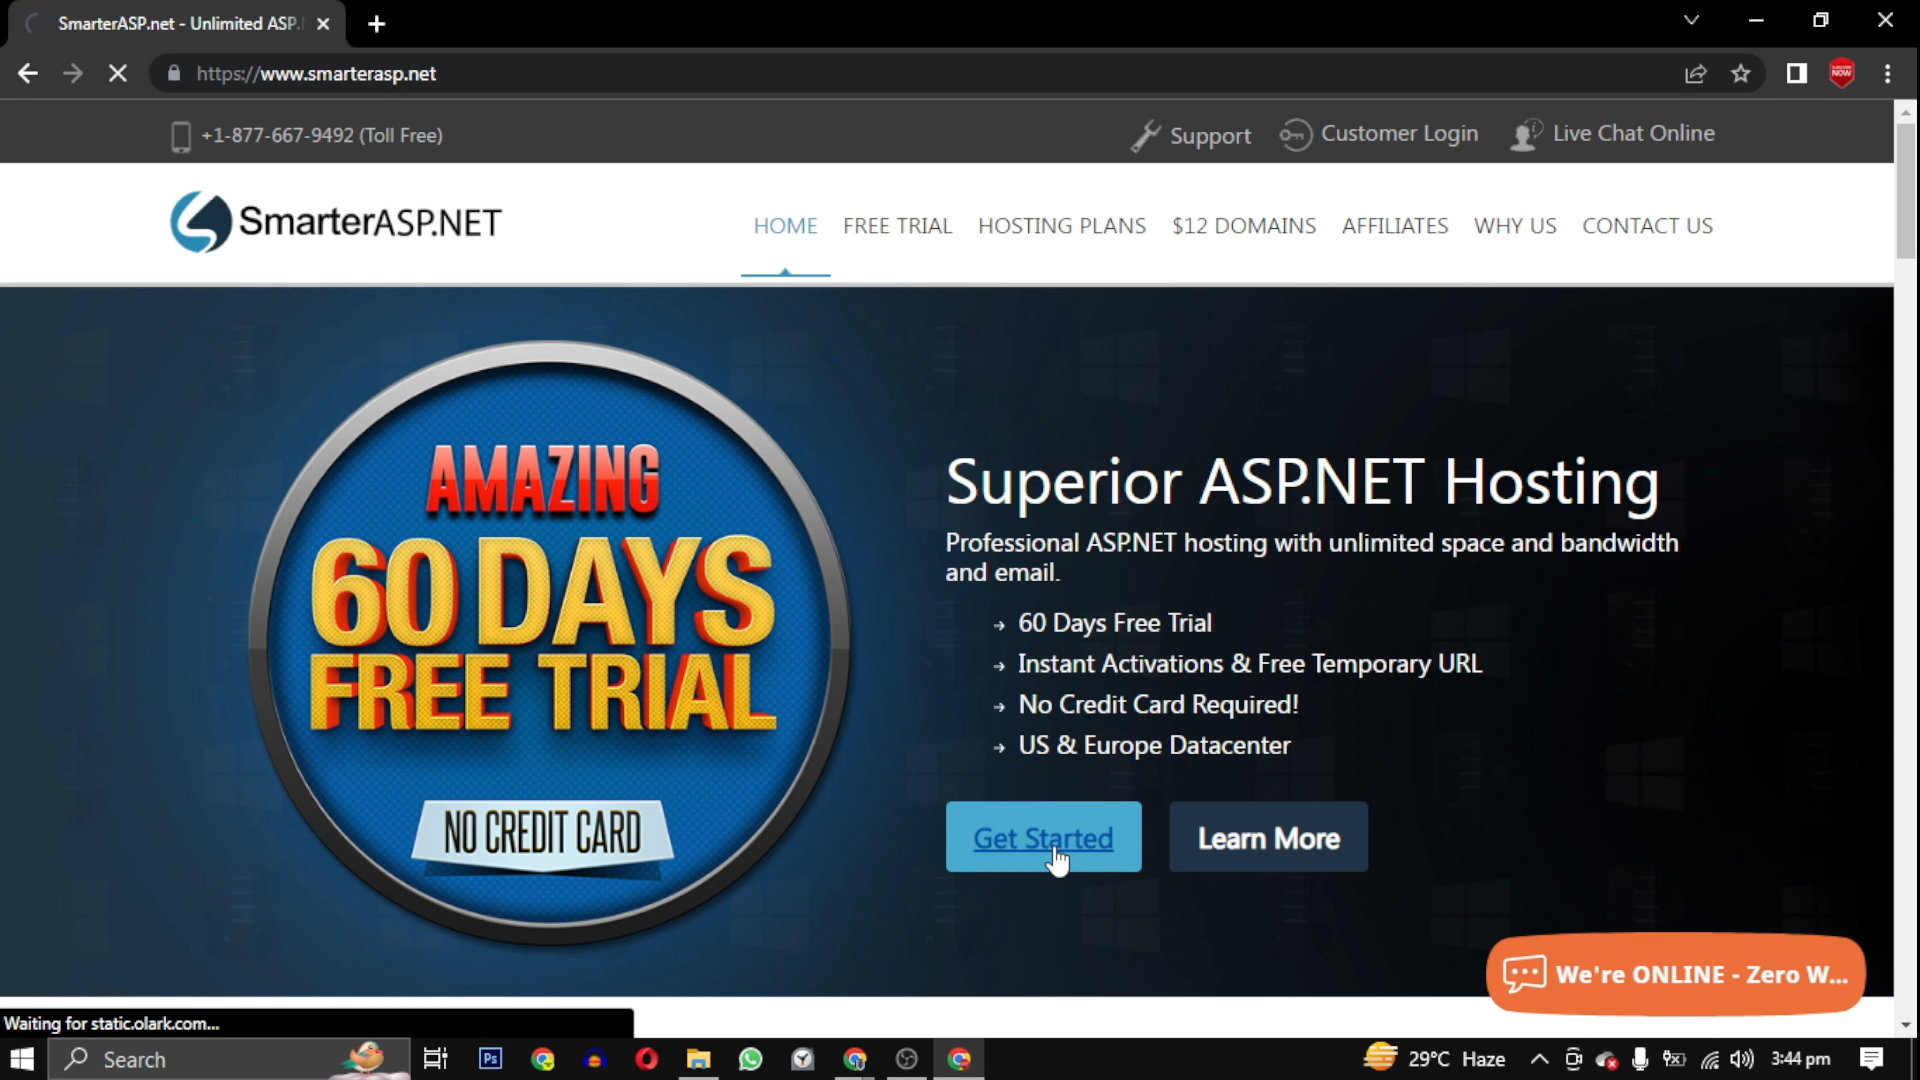 SmarterASP.net - Unlimited ASP.
https://www.smarterasp.net
NOW
+1-877-667-9492 (Toll Free)
Support
Customer Login
Live Chat Online
SmarterASP.NET
HOME
FREE TRIAL
HOSTING PLANS
$12 DOMAINS
AFFILIATES
WHY US
CONTACT US
AMAZING
60 DAYS
FREE TRIAL
NO CREDIT CARD
Superior ASP.NET Hosting
Professional ASP.NET hosting with unlimited space and bandwidth
and email.
→ 60 Days Free Trial
→ Instant Activations & Free Temporary URL
→ No Credit Card Required!
→ US & Europe Datacenter
Get Started
Learn More
We're ONLINE - Zero W...
Waiting for static.olark.com...
Search
Ps
29°C Haze
3:44 pm